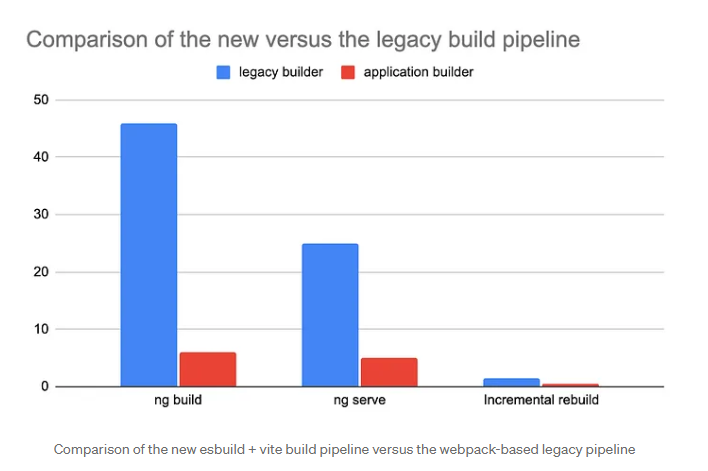 Comparison of the new versus the legacy build pipeline
legacy builder application builder
50
40
30
20
10
0
ng build ng serve Incremental rebuild
Comparison of the new esbuild + vite build pipeline versus the webpack-based legacy pipeline